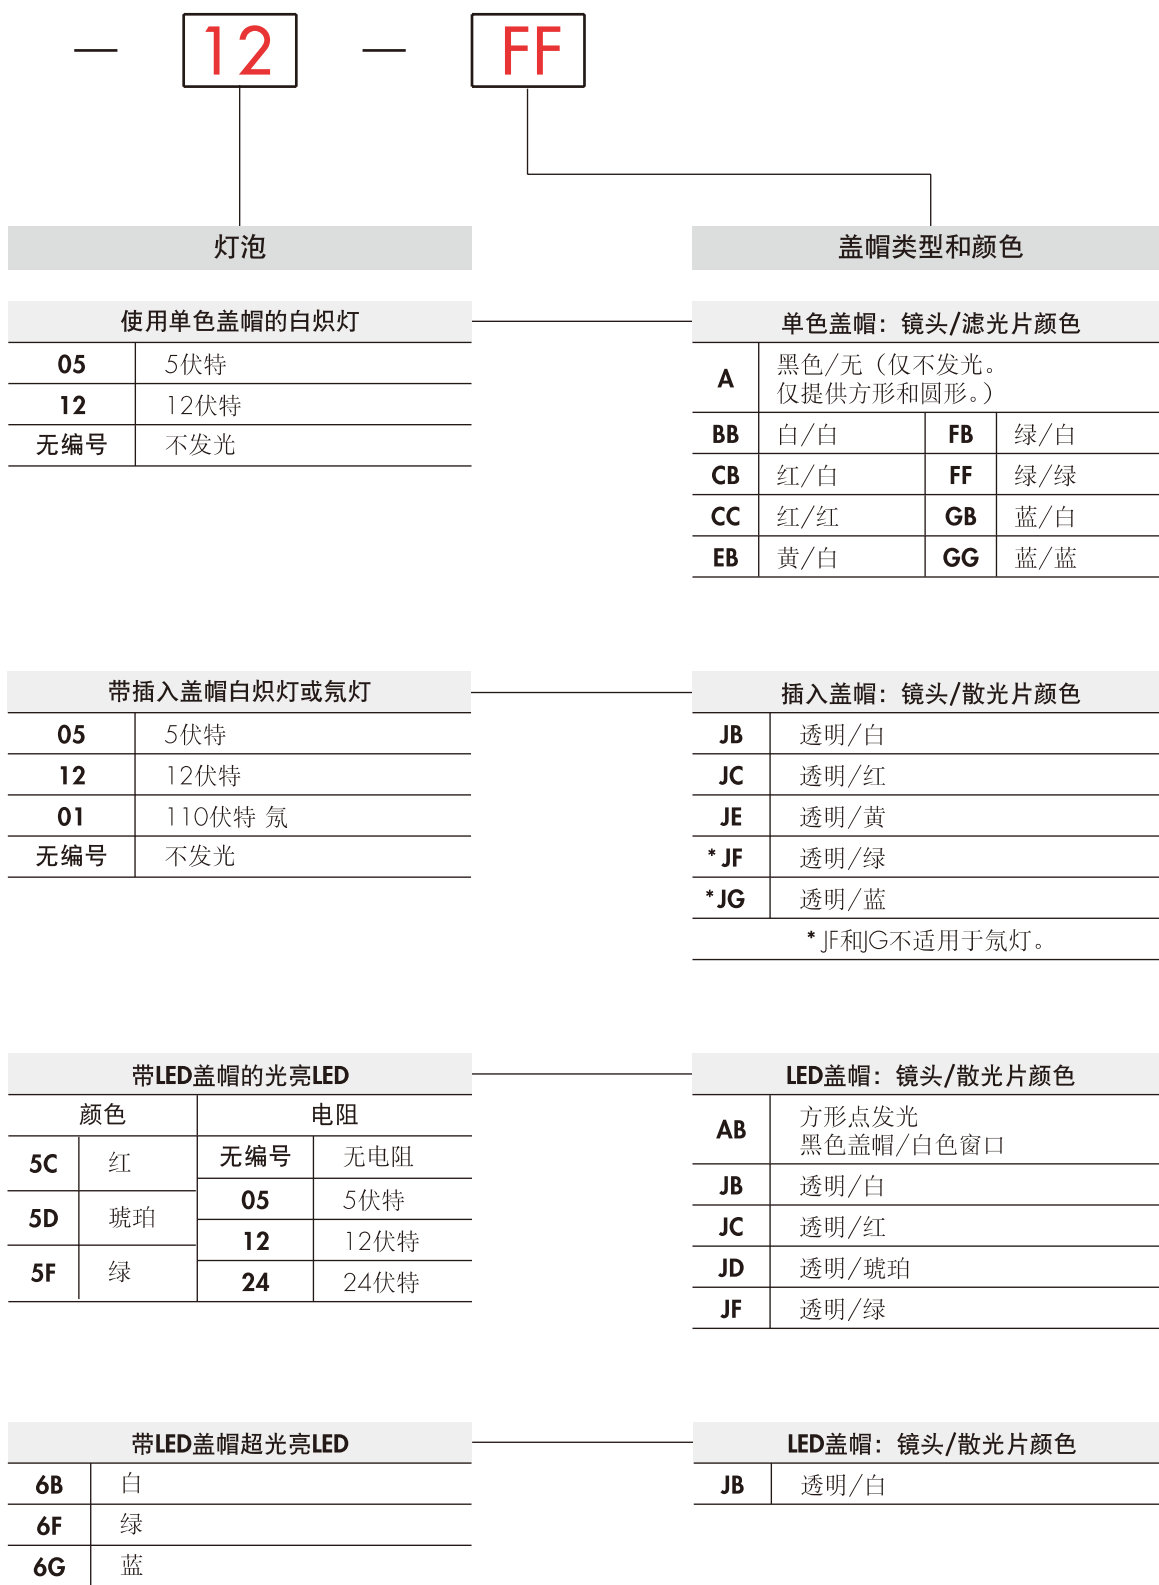 — 12 — FF
灯泡
盖帽类型和颜色
使用单色盖帽的白炽灯
05 5伏特
12 12伏特
无编号 不发光
单色盖帽：镜头/滤光片颜色
A 黑色/无（仅不发光。
仅提供方形和圆形。）
BB 白/白 FB 绿/白
CB 红/白 FF 绿/绿
CC 红/红 GB 蓝/白
EB 黄/白 GG 蓝/蓝
带插入盖帽白炽灯或氖灯
05 5伏特
12 12伏特
01 110伏特 氖
无编号 不发光
插入盖帽：镜头/散光片颜色
JB 透明/白
JC 透明/红
JE 透明/黄
* JF 透明/绿
* JG 透明/蓝
* JF和JG不适用于氖灯。
带LED盖帽的光亮LED
颜色 电阻
5C 红
5D 琥珀
5F 绿
无编号 无电阻
05 5伏特
12 12伏特
24 24伏特
LED盖帽：镜头/散光片颜色
AB 方形点发光
黑色盖帽/白色窗口
JB 透明/白
JC 透明/红
JD 透明/琥珀
JF 透明/绿
带LED盖帽超光亮LED
6B 白
6F 绿
6G 蓝
LED盖帽：镜头/散光片颜色
JB 透明/白